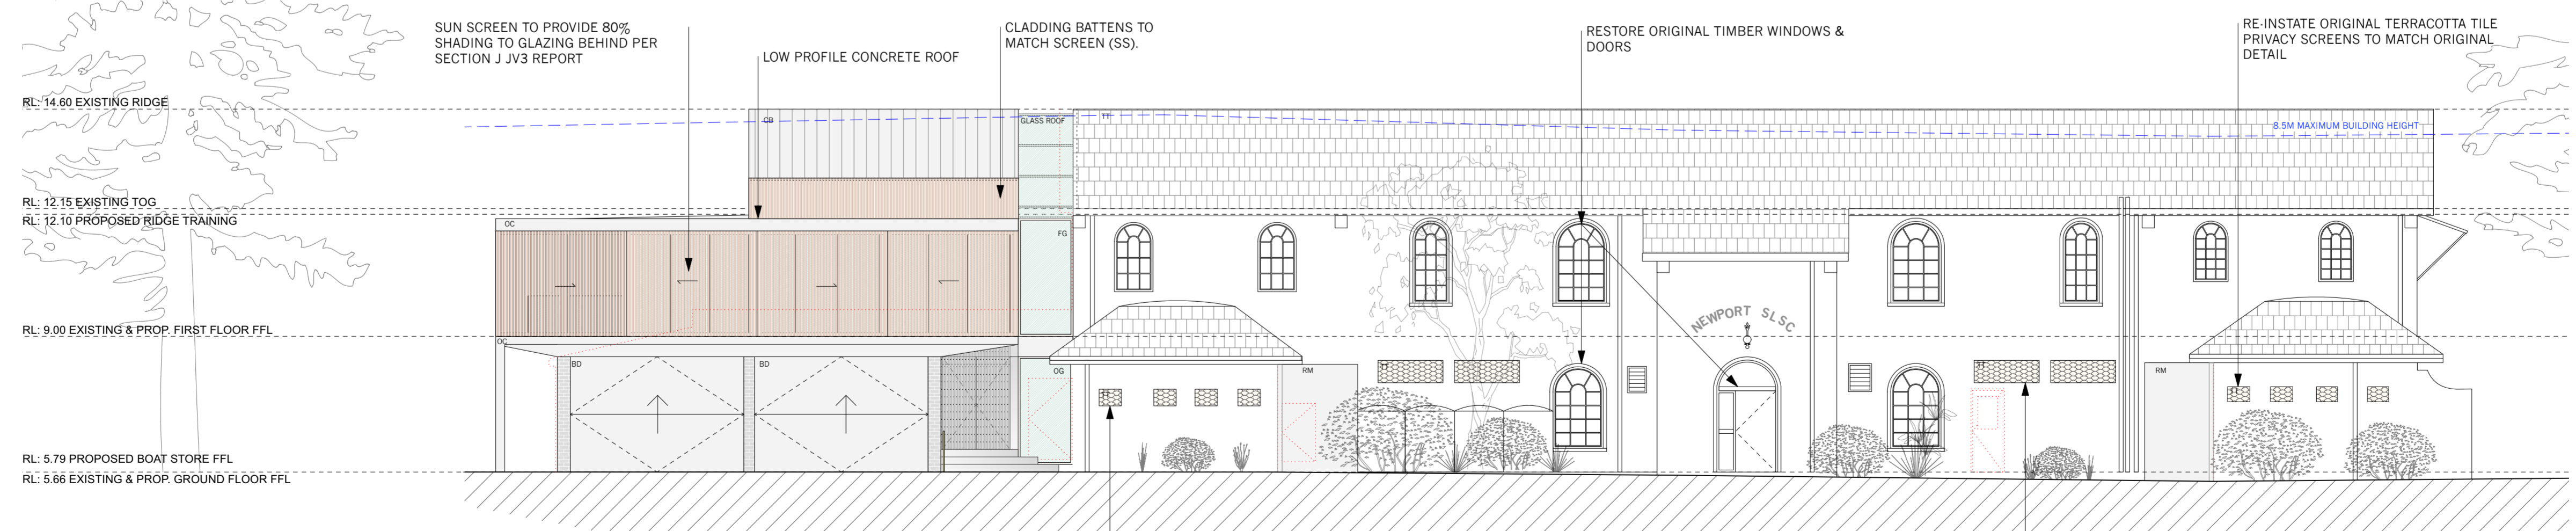 SUN SCREEN TO PROVIDE 80%
SHADING TO GLAZING BEHIND PER
SECTION J JV3 REPORT
LOW PROFILE CONCRETE ROOF
CLADDING BATTENS TO
MATCH SCREEN (SS).
RESTORE ORIGINAL TIMBER WINDOWS &
DOORS
RE-INSTATE ORIGINAL TERRACOTTA TILE
PRIVACY SCREENS TO MATCH ORIGINAL
DETAIL
RL: 14.60 EXISTING RIDGE
CB
GLASS ROOF
TT
8.5M MAXIMUM BUILDING HEIGHT
RL: 12.15 EXISTING TOG
RL: 12.10 PROPOSED RIDGE TRAINING
OC
FG
RL: 9.00 EXISTING & PROP. FIRST FLOOR FFL
NEWPORT SLSC
OC
BD
BD
OG
RM
TT
RM
RL: 5.79 PROPOSED BOAT STORE FFL
RL: 5.66 EXISTING & PROP. GROUND FLOOR FFL